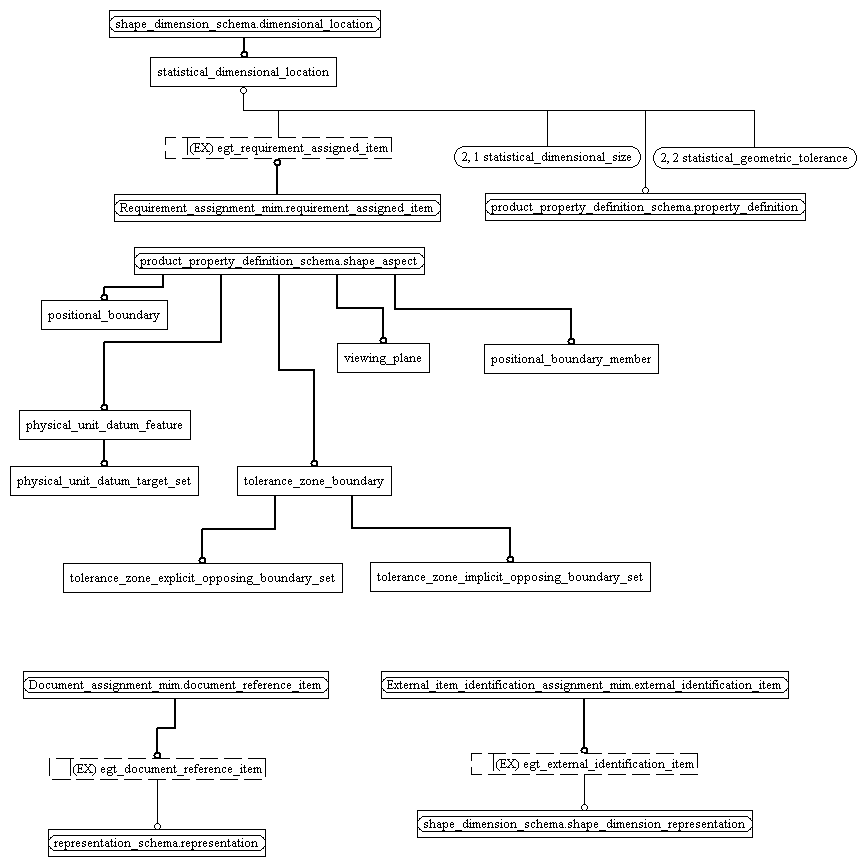 shape_dimension_schema.dimensional_location
statistical_dimensional_location
(EX) egt_requirement_assigned_item
2, 1 statistical_dimensional_size
2, 2 statistical_geometric_tolerance
Requirement_assignment_mim.requirement_assigned_item
product_property_definition_schema.property_definition
product_property_definition_schema.shape_aspect
positional_boundary
viewing_plane
positional_boundary_member
physical_unit_datum_feature
physical_unit_datum_target_set
tolerance_zone_boundary
tolerance_zone_explicit_opposing_boundary_set
tolerance_zone_implicit_opposing_boundary_set
Document_assignment_mim.document_reference_item
External_item_identification_assignment_mim.external_identification_item
(EX) egt_document_reference_item
(EX) egt_external_identification_item
shape_dimension_schema.shape_dimension_representation
representation_schema.representation